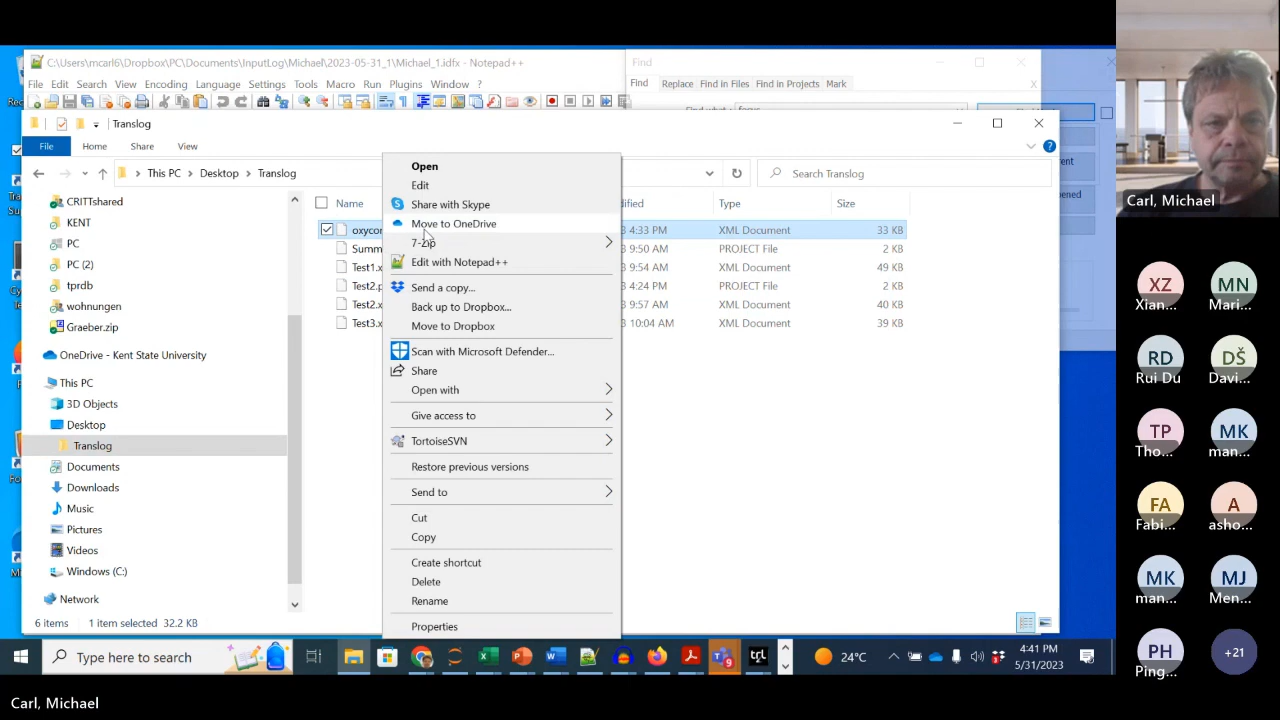 C:\Users\mcarl6\Dropbox\PC\Documents\InputLog\Michael\2023-05-31_1\Michael_1.idfx - Notepad++
Find
File Edit Search View Encoding Language Settings Tools Macro Run Plugins Window ?
Find Replace Find in Files Find in Projects Mark
Translog
File Home Share View
This PC Desktop Translog
Search Translog
CRITTshared
KENT
PC
PC (2)
tprdb
wohnungen
Graeber.zip
OneDrive - Kent State University
This PC
3D Objects
Desktop
Translog
Documents
Downloads
Music
Pictures
Videos
Windows (C:)
Network
6 items 1 item selected 32.2 KB
Name Type Size
4:33 PM XML Document 33 KB
Summ 9:50 AM PROJECT File 2 KB
Test1.x 9:54 AM XML Document 49 KB
Test2.p 4:24 PM PROJECT File 2 KB
Test2.x 9:57 AM XML Document 40 KB
Test3.x 10:04 AM XML Document 39 KB
Open
Edit
Share with Skype
Move to OneDrive
7-Zip
Edit with Notepad++
Send a copy...
Back up to Dropbox...
Move to Dropbox
Scan with Microsoft Defender...
Share
Open with
Give access to
TortoiseSVN
Restore previous versions
Send to
Cut
Copy
Create shortcut
Delete
Rename
Properties
Type here to search
24°C
4:41 PM
5/31/2023
Carl, Michael
XZ MN
Xian... Mari...
RD DŠ
Rui Du Davi...
TP MK
Tho... man...
FA A
Fabi... asho...
MK MJ
man... Men...
PH +21
Ping...
Carl, Michael